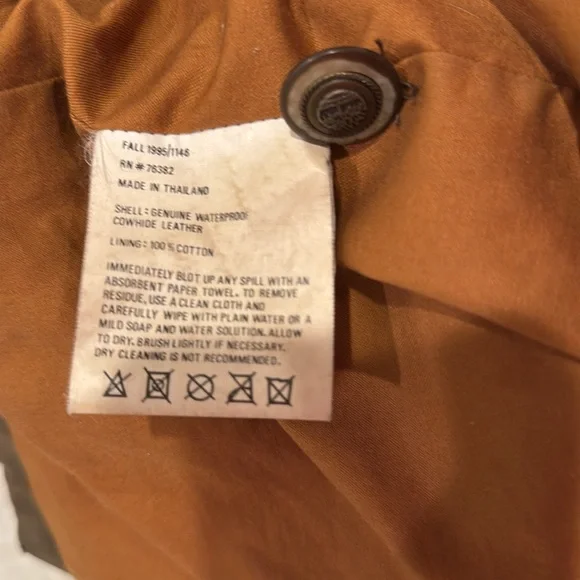 FALL 1995/1146
RN # 76382
MADE IN THAILAND
SHELL: GENUINE WATERPROOF
COWHIDE LEATHER
LINING: 100% COTTON
IMMEDIATELY BLOT UP ANY SPILL WITH AN
ABSORBENT PAPER TOWEL. TO REMOVE
RESIDUE, USE A CLEAN CLOTH AND
CAREFULLY WIPE WITH PLAIN WATER OR A
MILD SOAP AND WATER SOLUTION. ALLOW
TO DRY. BRUSH LIGHTLY IF NECESSARY.
DRY CLEANING IS NOT RECOMMENDED.